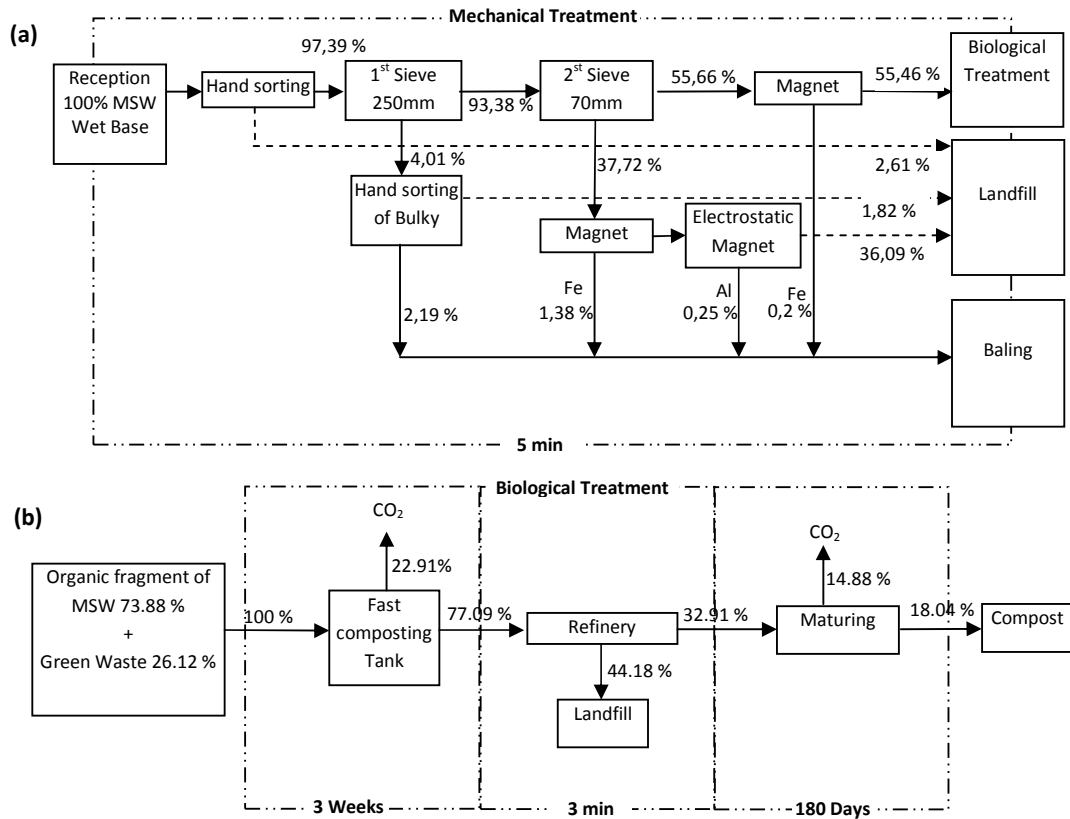 Mechanical Treatment
(a)
Reception
100% MSW
Wet Base
Hand sorting
97,39 %
1st Sieve
250mm
93,38 %
2st Sieve
70mm
55,66 %
Magnet
55,46 %
Biological
Treatment
4,01 %
37,72 %
2,61 %
Hand sorting
of Bulky
Magnet
Electrostatic
Magnet
1,82 %
36,09 %
Landfill
2,19 %
Fe
1,38 %
Al
0,25 %
Fe
0,2 %
Baling
5 min
Biological Treatment
(b)
Organic fragment of
MSW 73.88 %
+
Green Waste 26.12 %
100 %
CO2
22.91%
Fast
composting
Tank
77.09 %
Refinery
44.18 %
Landfill
32.91 %
CO2
14.88 %
Maturing
18.04 %
Compost
3 Weeks
3 min
180 Days